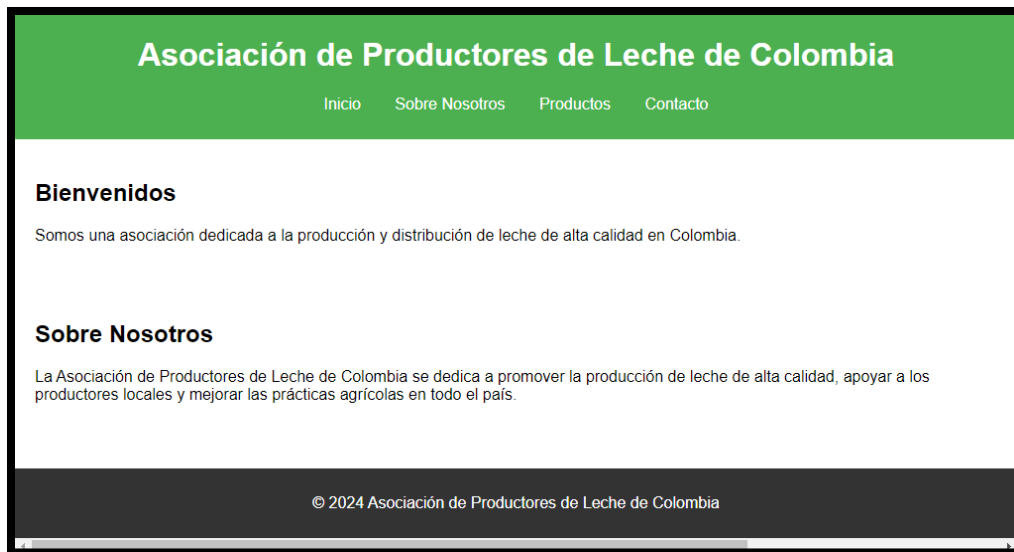 Asociación de Productores de Leche de Colombia
Inicio Sobre Nosotros Productos Contacto
Bienvenidos
Somos una asociación dedicada a la producción y distribución de leche de alta calidad en Colombia.
Sobre Nosotros
La Asociación de Productores de Leche de Colombia se dedica a promover la producción de leche de alta calidad, apoyar a los
productores locales y mejorar las prácticas agrícolas en todo el país.
© 2024 Asociación de Productores de Leche de Colombia